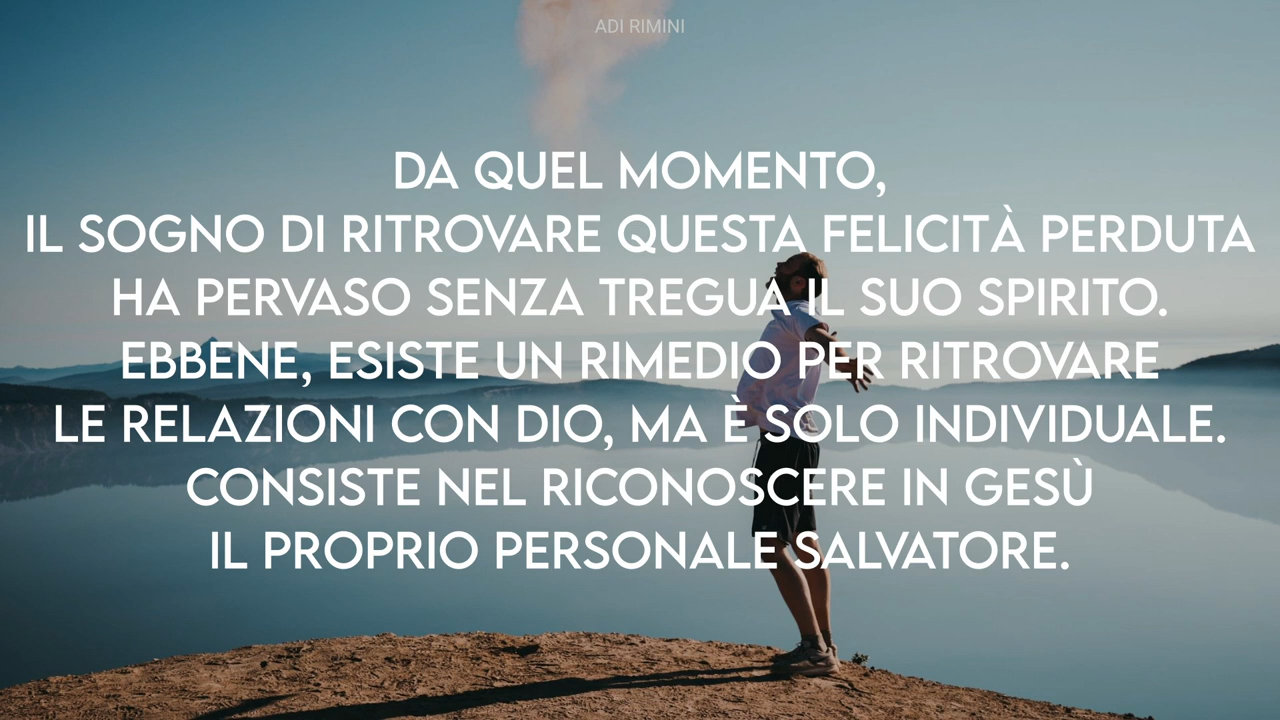 ADI RIMINI
DA QUEL MOMENTO,
IL SOGNO DI RITROVARE QUESTA FELICITÀ PERDUTA
HA PERVASO SENZA TREGUA IL SUO SPIRITO.
EBBENE, ESISTE UN RIMEDIO PER RITROVARE
LE RELAZIONI CON DIO, MA È SOLO INDIVIDUALE.
CONSISTE NEL RICONOSCERE IN GESÙ
IL PROPRIO PERSONALE SALVATORE.